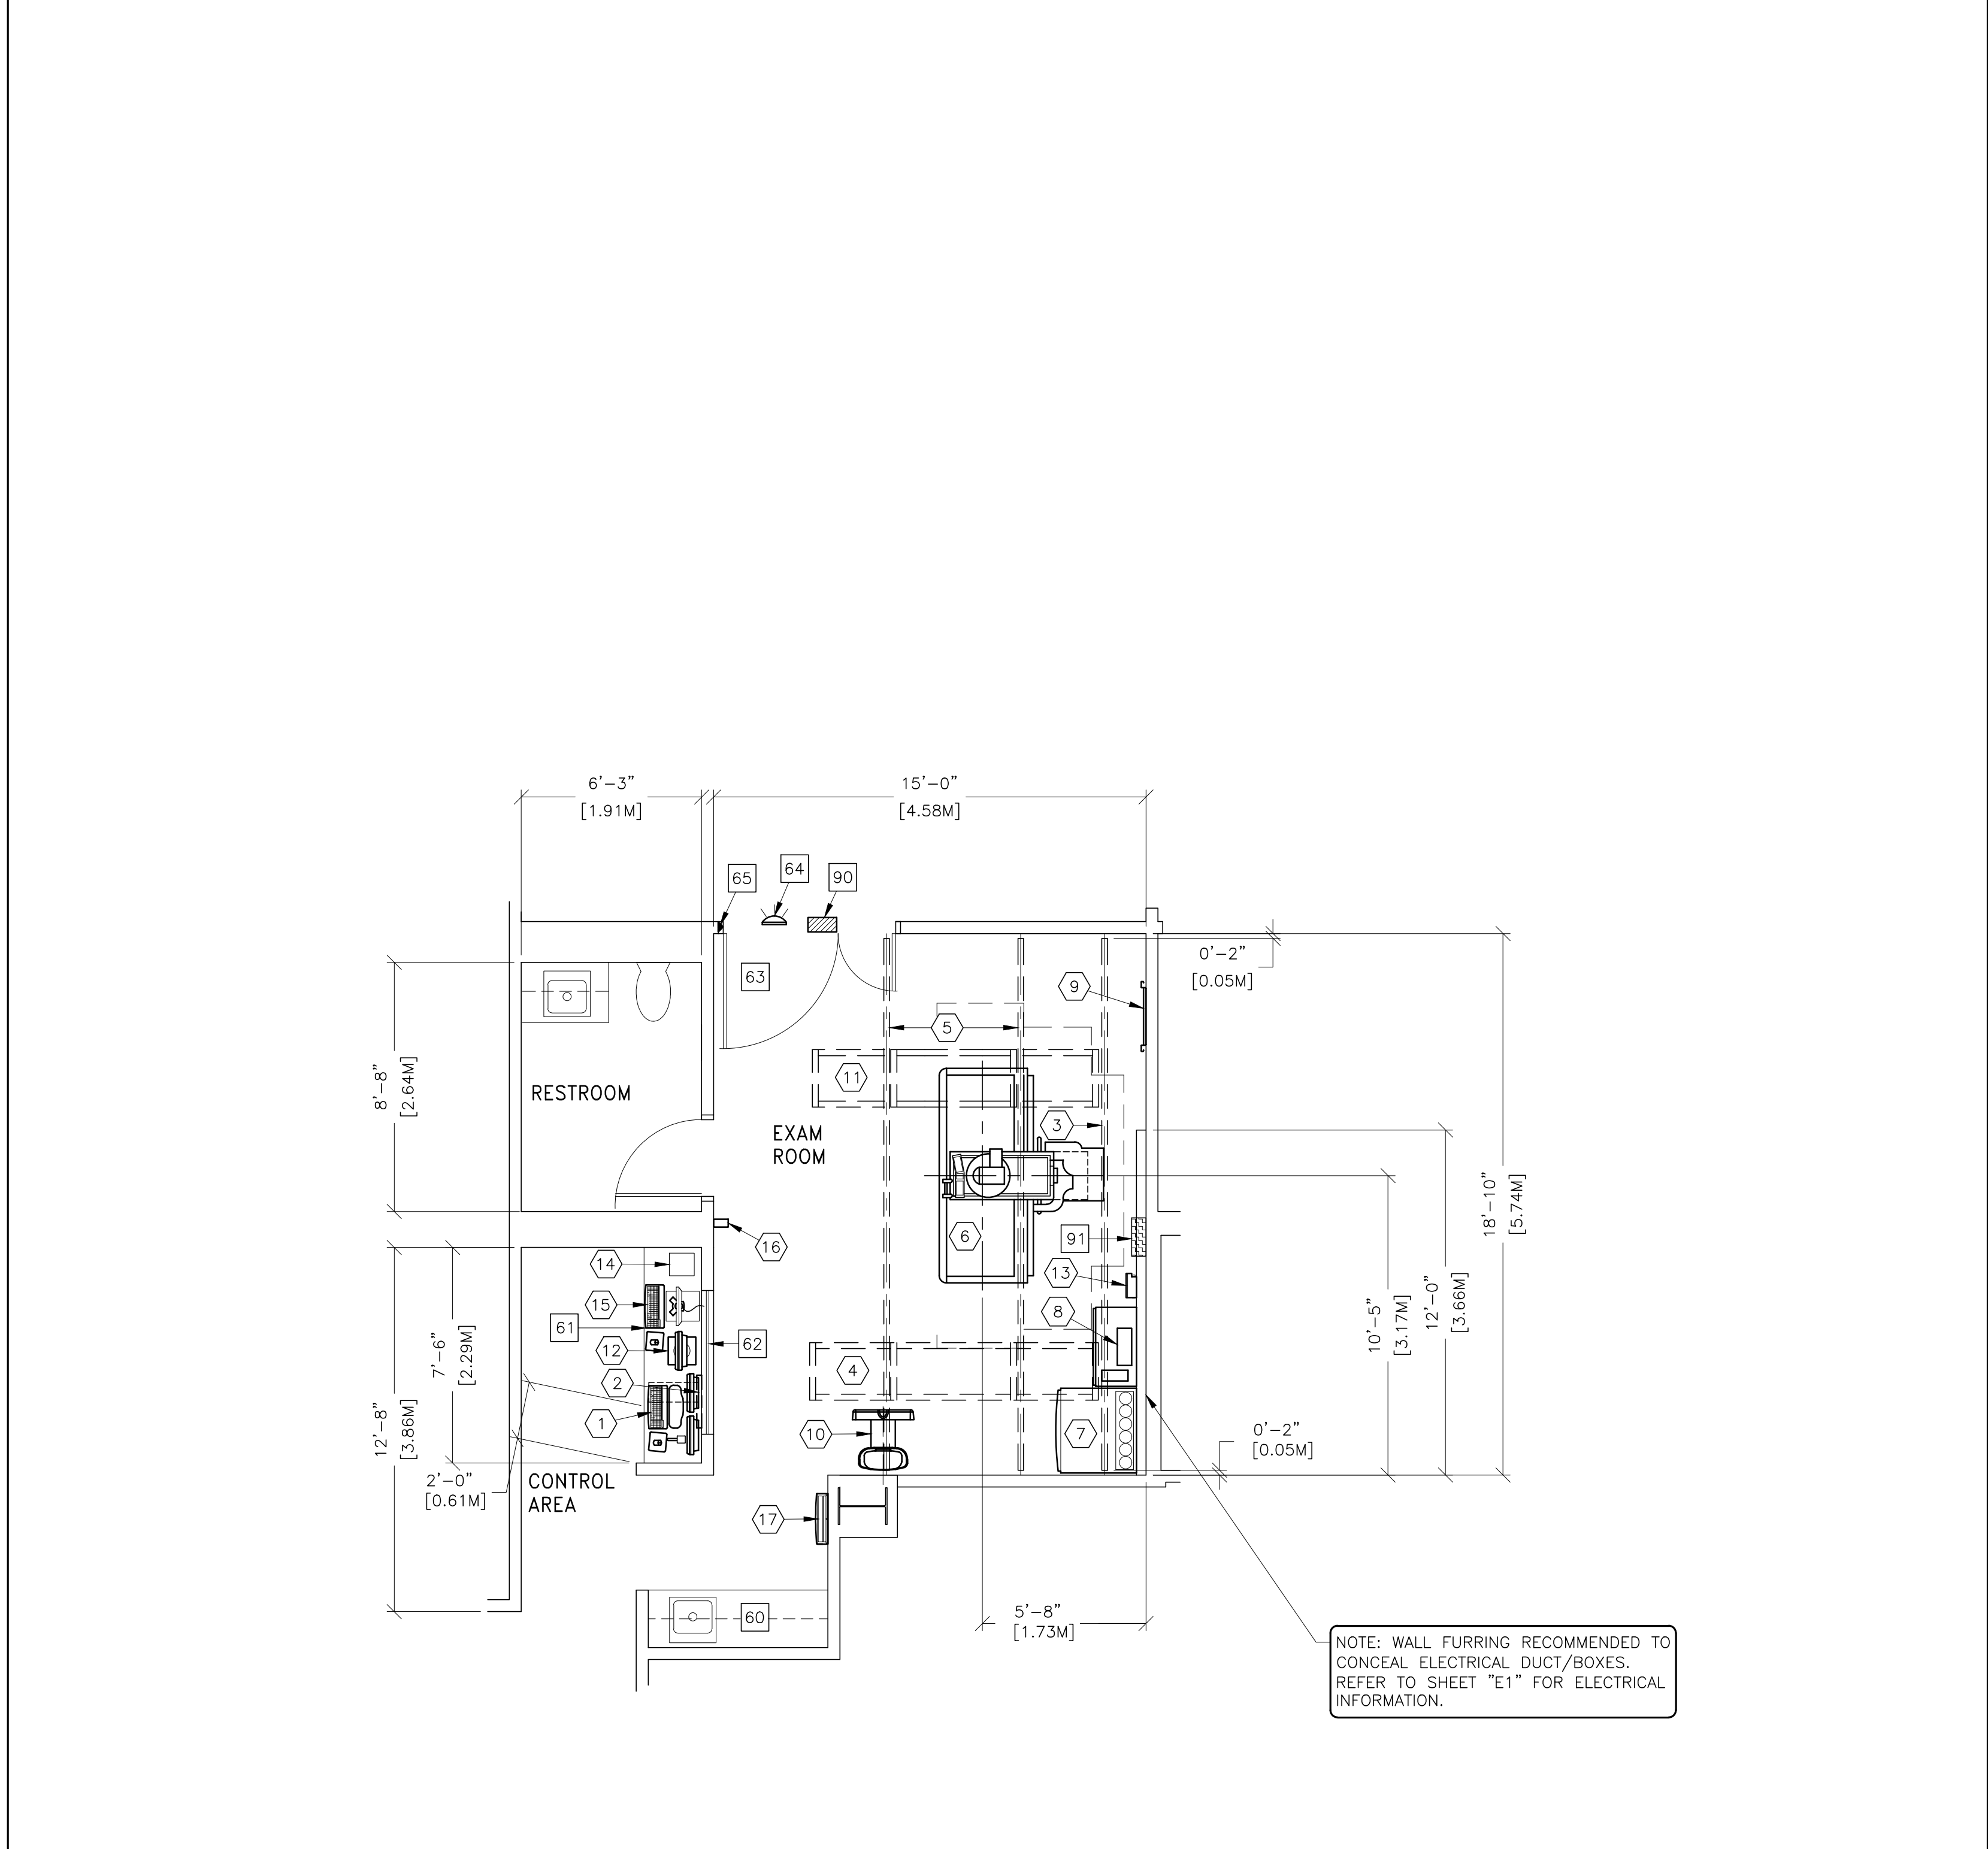 6'-3"
[1.91M]
15'-0"
[4.58M]
65
64
90
63
0'-2"
[0.05M]
9
5
8'-8"
[2.64M]
RESTROOM
11
3
EXAM
ROOM
18'-10"
[5.74M]
6
91
16
14
13
15
8
61
62
12
10'-5"
[3.17M]
12'-0"
[3.66M]
7'-6"
[2.29M]
2
4
1
10
7
12'-8"
[3.86M]
0'-2"
[0.05M]
2'-0"
[0.61M]
CONTROL
AREA
17
60
5'-8"
[1.73M]
NOTE: WALL FURRING RECOMMENDED TO
CONCEAL ELECTRICAL DUCT/BOXES.
REFER TO SHEET "E1" FOR ELECTRICAL
INFORMATION.